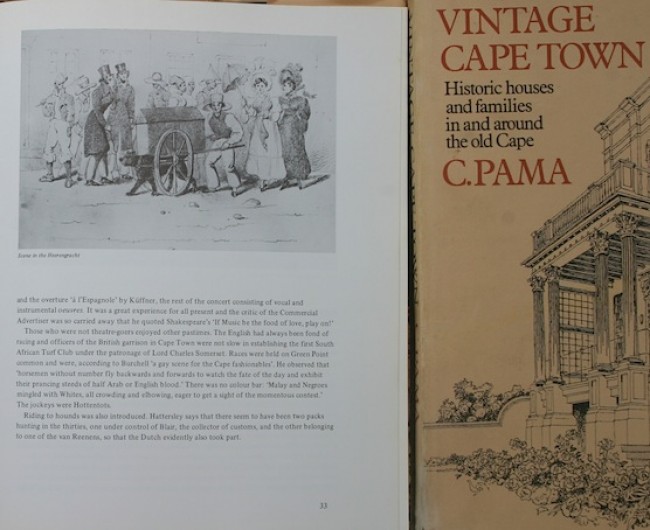 Scene in the Heerengracht
and the overture 'à l'Espagnole' by Küffner, the rest of the concert consisting of vocal and
instrumental oeuvres. It was a great experience for all present and the critic of the Commercial
Advertiser was so carried away that he quoted Shakespeare's 'If Music be the food of love, play on!'
Those who were not theatre-goers enjoyed other pastimes. The English had always been fond of
racing and officers of the British garrison in Cape Town were not slow in establishing the first South
African Turf Club under the patronage of Lord Charles Somerset. Races were held on Green Point
common and were, according to Burchell 'a gay scene for the Cape fashionables'. He observed that
'horsemen without number fly backwards and forwards to watch the fate of the day and exhibit
their prancing steeds of half Arab or English blood.' There was no colour bar: 'Malay and Negroes
mingled with Whites, all crowding and elbowing, eager to get a sight of the momentous contest.'
The jockeys were Hottentots.
Riding to hounds was also introduced. Hattersley says that there seem to have been two packs
hunting in the thirties, one under control of Blair, the collector of customs, and the other belonging
to one of the van Reenens, so that the Dutch evidently also took part.
33
VINTAGE
CAPE TOWN
Historic houses
and families
in and around
the old Cape
C. PAMA